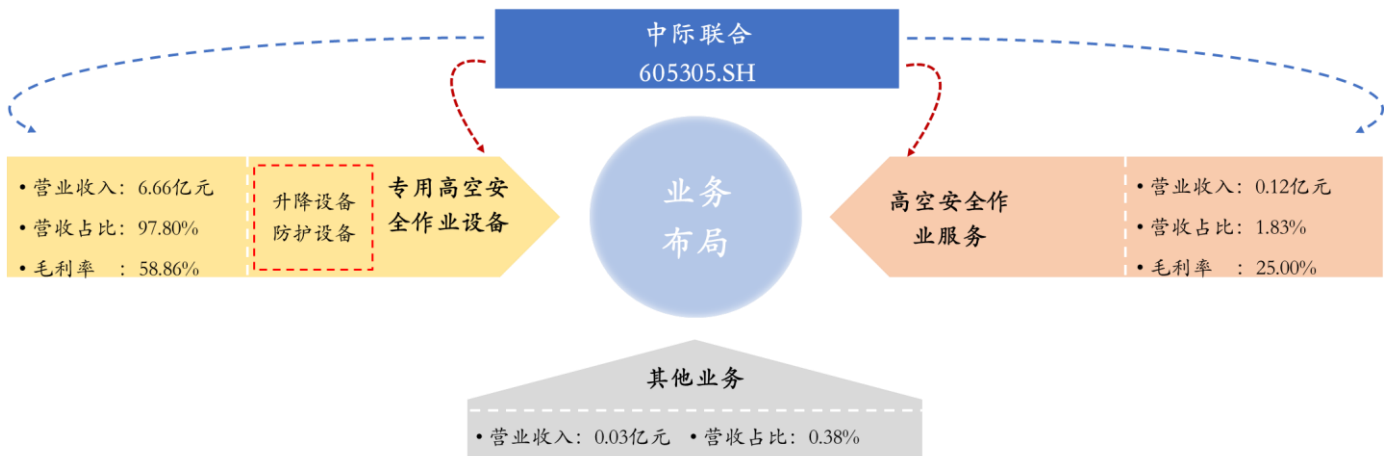 中际联合
605305.SH
• 营业收入：6.66亿元
• 营收占比：97.80%
• 毛利率 ：58.86%
升降设备
防护设备
专用高空安
全作业设备
业务
布局
高空安全作
业服务
• 营业收入：0.12亿元
• 营收占比：1.83%
• 毛利率 ：25.00%
其他业务
• 营业收入：0.03亿元 • 营收占比：0.38%